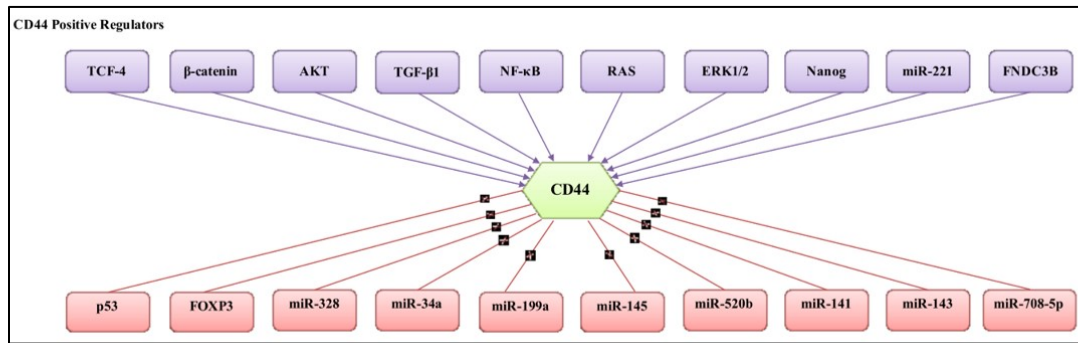 CD44 Positive Regulators
TCF-4
β-catenin
AKT
TGF-β1
NF-κB
RAS
ERK1/2
Nanog
miR-221
FNDC3B
CD44
p53
FOXP3
miR-328
miR-34a
miR-199a
miR-145
miR-520b
miR-141
miR-143
miR-708-5p